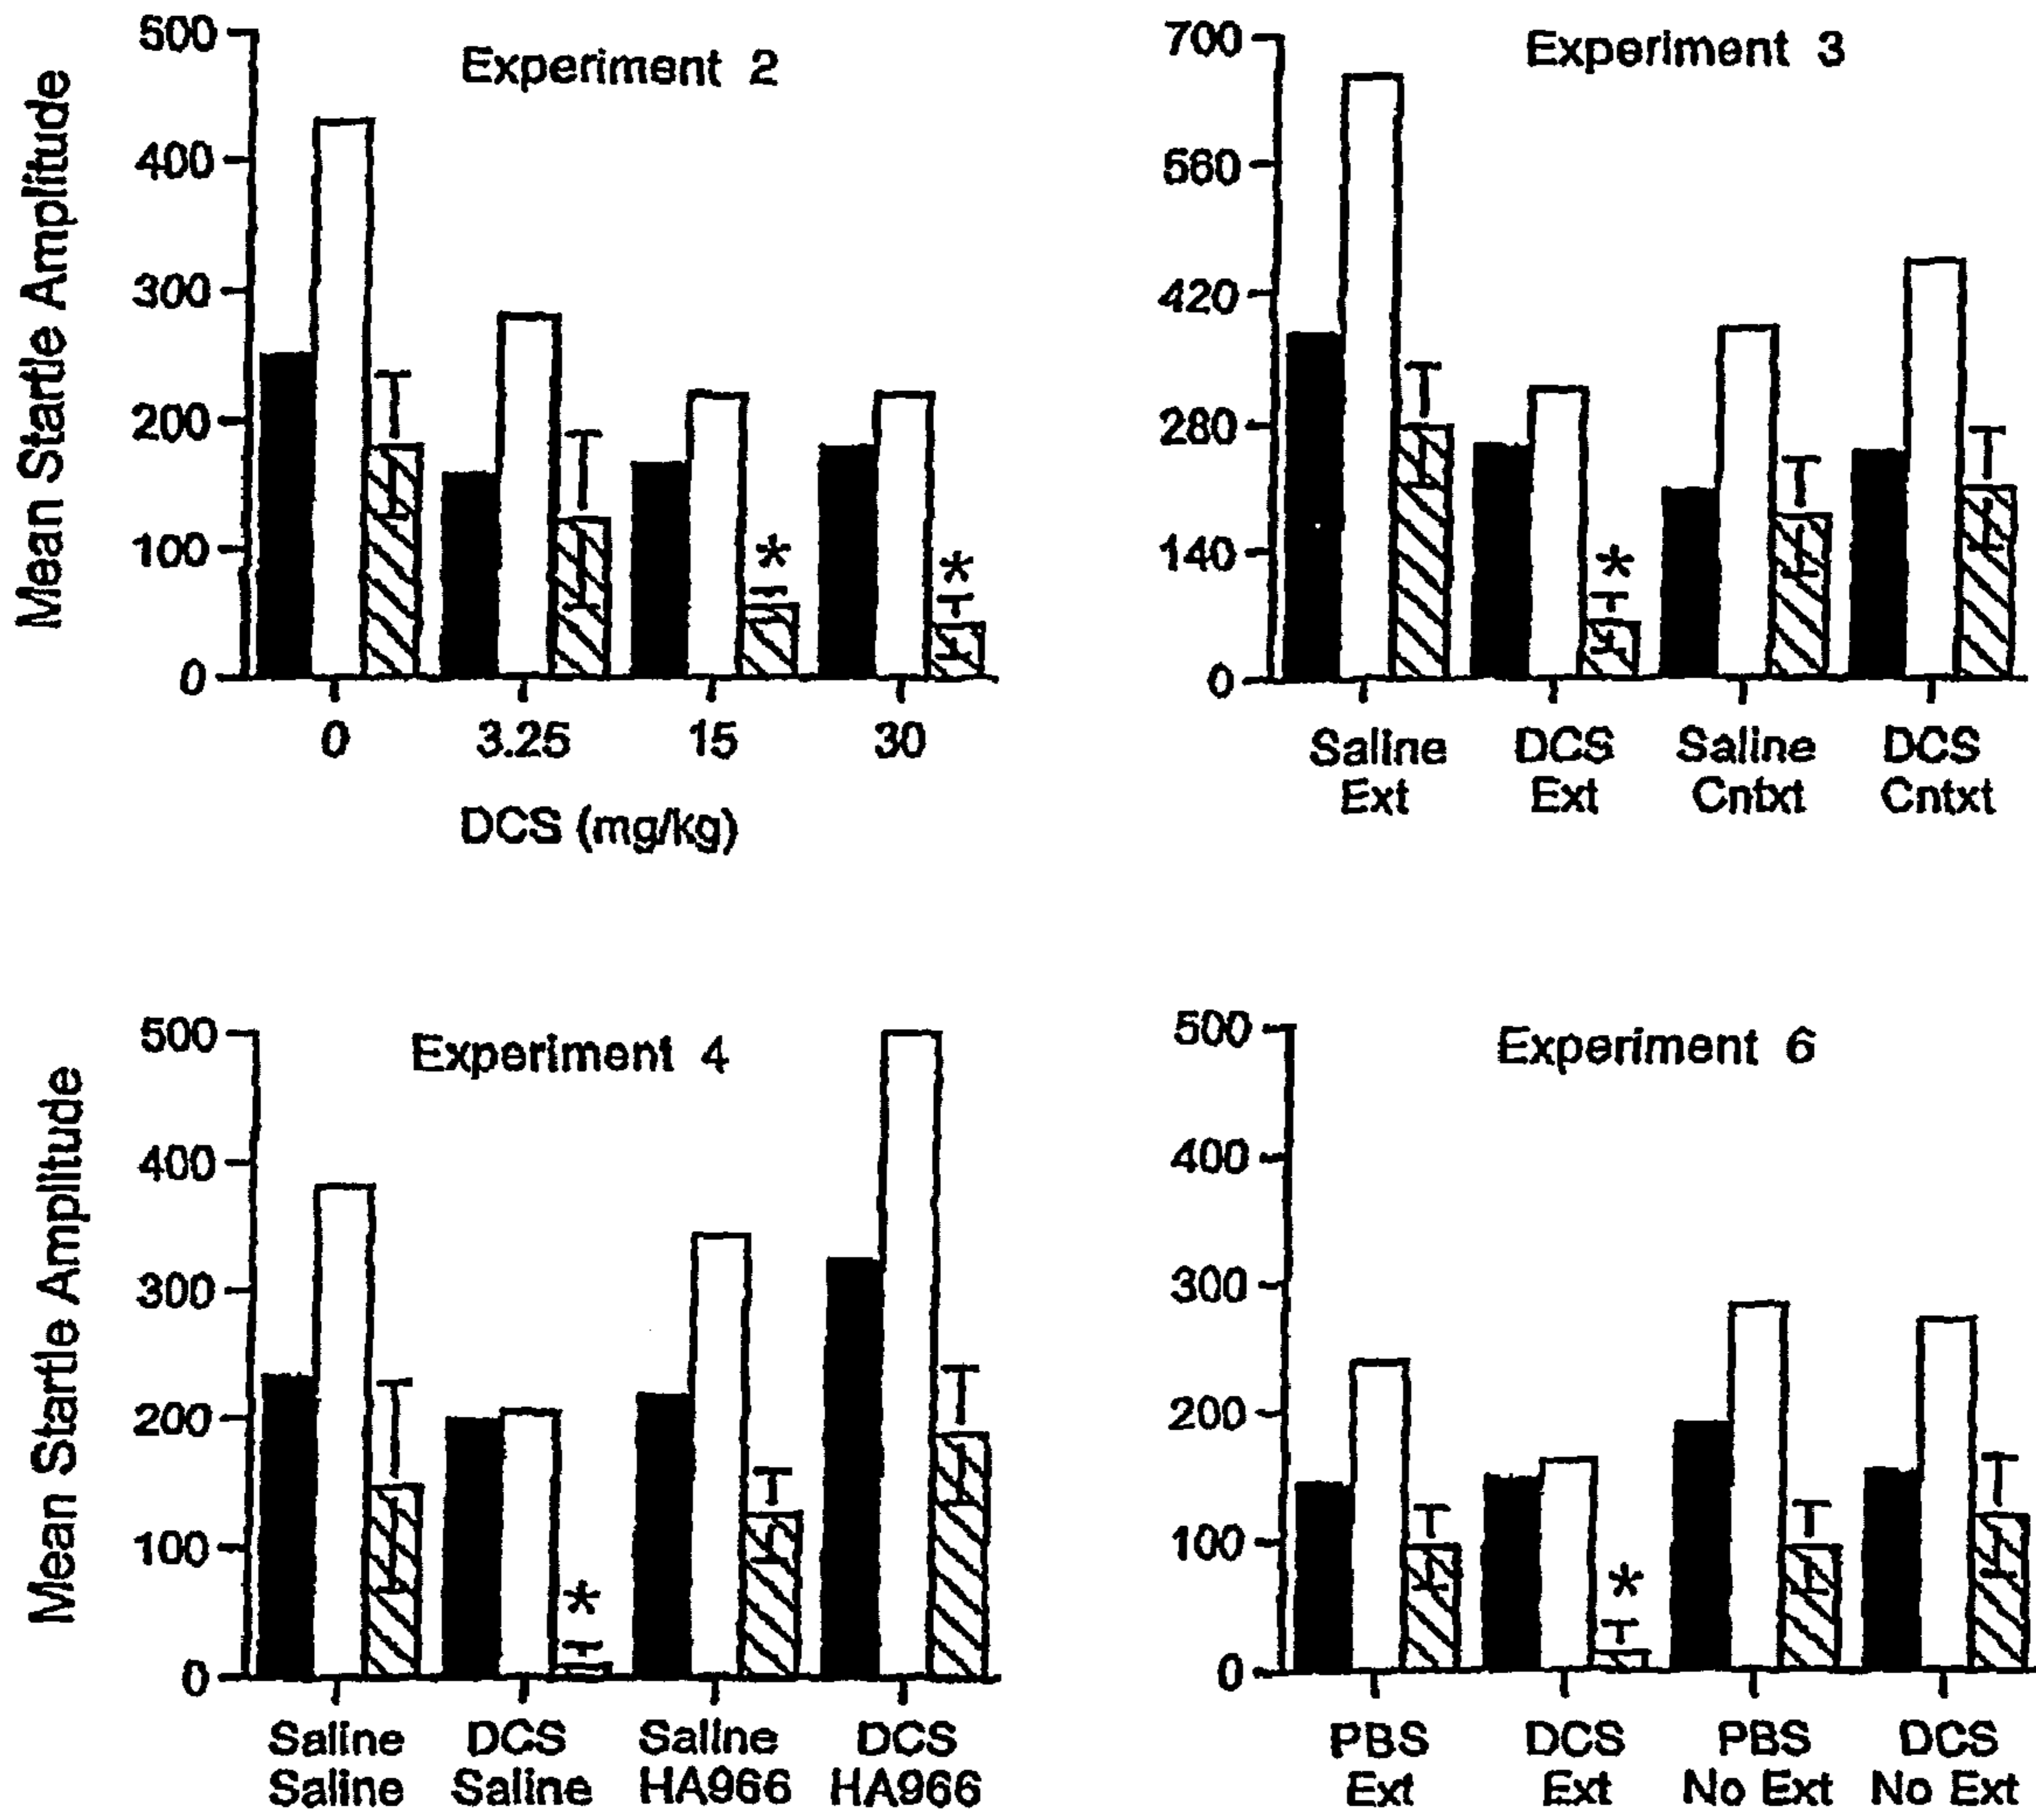 Experiment 2
Mean Startle Amplitude
500
400
300
200
100
0
*
*
0 3.25 15 30
DCS (mg/kg)
Experiment 3
700
560
420
280
140
0
*
Saline DCS Saline DCS
Ext Ext Cntxt Cntxt
Experiment 4
Mean Startle Amplitude
500
400
300
200
100
0
*
Saline DCS Saline DCS
Saline Saline HA966 HA966
Experiment 6
500
400
300
200
100
0
*
PBS DCS PBS DCS
Ext Ext No Ext No Ext